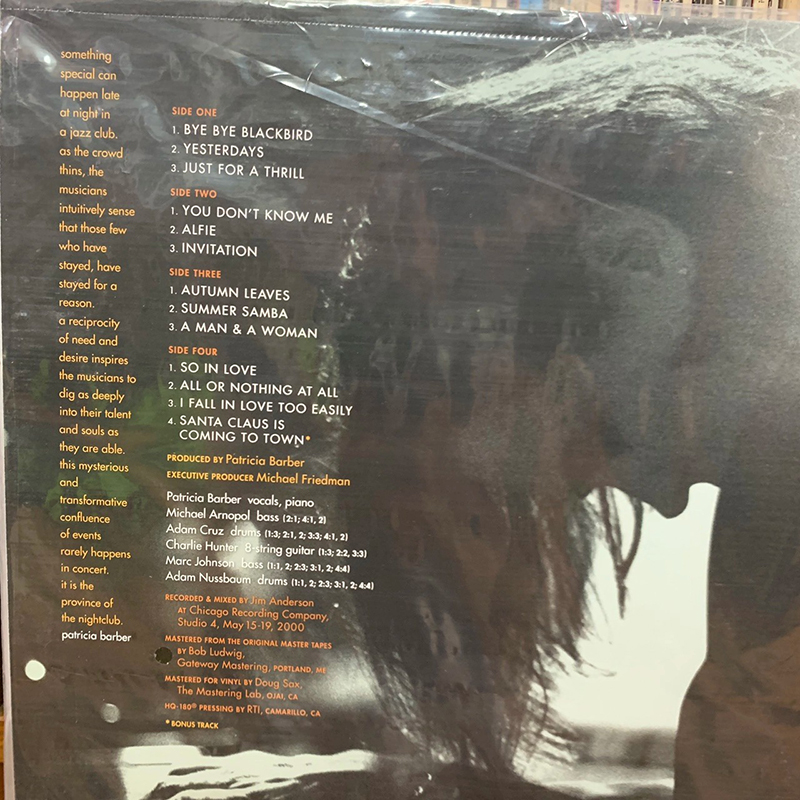 something
special can
happen late
at night in
a jazz club.
as the crowd
thins, the
musicians
intuitively sense
that those few
who have
stayed, have
stayed for a
reason.
a reciprocity
of need and
desire inspires
the musicians to
dig as deeply
into their talent
and souls as
they are able.
this mysterious
and
transformative
confluence
of events
rarely happens
in concert.
it is the
province of
the nightclub.
patricia barber
SIDE ONE
1. BYE BYE BLACKBIRD
2. YESTERDAYS
3. JUST FOR A THRILL
SIDE TWO
1. YOU DON'T KNOW ME
2. ALFIE
3. INVITATION
SIDE THREE
1. AUTUMN LEAVES
2. SUMMER SAMBA
3. A MAN & A WOMAN
SIDE FOUR
1. SO IN LOVE
2. ALL OR NOTHING AT ALL
3. I FALL IN LOVE TOO EASILY
4. SANTA CLAUS IS
COMING TO TOWN*
PRODUCED BY Patricia Barber
EXECUTIVE PRODUCER Michael Friedman
Patricia Barber vocals, piano
Michael Arnopol bass (2:1; 4:1, 2)
Adam Cruz drums (1:3; 2:1, 2; 3:3; 4:1, 2)
Charlie Hunter 8-string guitar (1:3; 2:2, 3:3)
Marc Johnson bass (1:1, 2; 2:3; 3:1, 2; 4:4)
Adam Nussbaum drums (1:1, 2; 2:3; 3:1, 2; 4:4)
RECORDED & MIXED BY Jim Anderson
AT Chicago Recording Company,
Studio 4, May 15-19, 2000
MASTERED FROM THE ORIGINAL MASTER TAPES
BY Bob Ludwig,
Gateway Mastering, PORTLAND, ME
MASTERED FOR VINYL BY Doug Sax,
The Mastering Lab, OJAI, CA
HQ-180® PRESSING BY RTI, CAMARILLO, CA
* BONUS TRACK